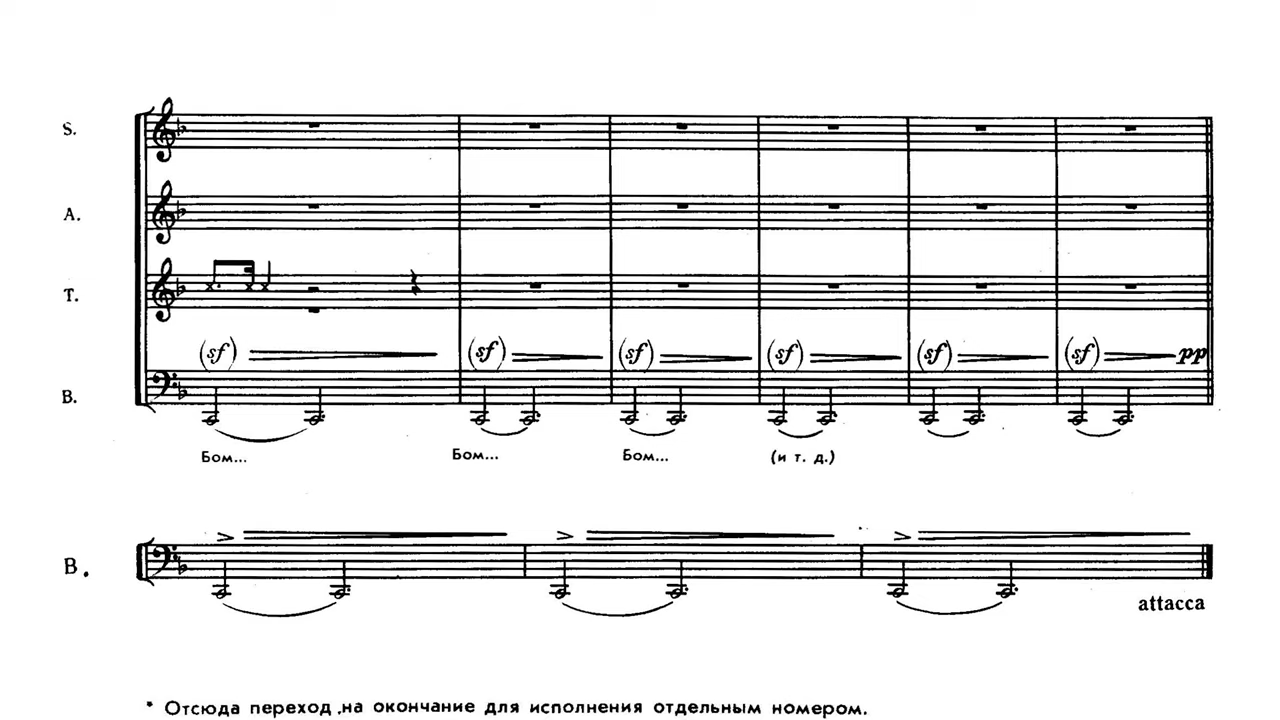 S.
A.
T.
(sf) (sf) (sf) (sf) (sf) (sf) pp
B.
Бом... Бом... Бом... (и т. д.)
B.
attacca
* Отсюда переход ,на окончание для исполнения отдельным номером.